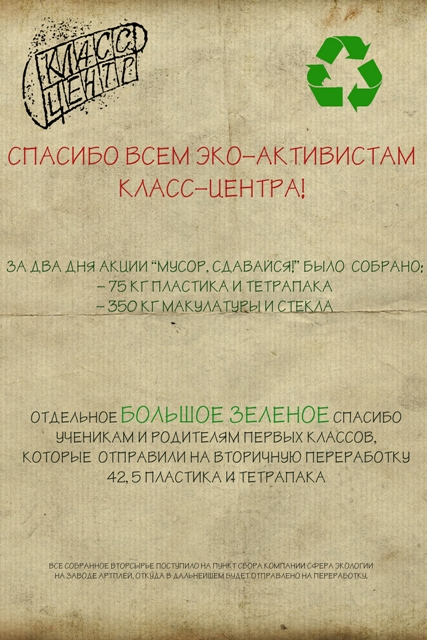 КЛАСС
ЦЕНТР
СПАСИБО ВСЕМ ЭКО-АКТИВИСТАМ
КЛАСС-ЦЕНТРА!
ЗА ДВА ДНЯ АКЦИИ "МУСОР, СДАВАЙСЯ!" БЫЛО СОБРАНО:
- 75 КГ ПЛАСТИКА И ТЕТРАПАКА
- 350 КГ МАКУЛАТУРЫ И СТЕКЛА
ОТДЕЛЬНОЕ БОЛЬШОЕ ЗЕЛЕНОЕ СПАСИБО
УЧЕНИКАМ И РОДИТЕЛЯМ ПЕРВЫХ КЛАССОВ,
КОТОРЫЕ ОТПРАВИЛИ НА ВТОРИЧНУЮ ПЕРЕРАБОТКУ
42, 5 ПЛАСТИКА И ТЕТРАПАКА
ВСЕ СОБРАННОЕ ВТОРСЫРЬЕ ПОСТУПИЛО НА ПУНКТ СБОРА КОМПАНИИ СФЕРА ЭКОЛОГИИ
НА ЗАВОДЕ АРТПЛЕЙ, ОТКУДА В ДАЛЬНЕЙШЕМ БУДЕТ ОТПРАВЛЕНО НА ПЕРЕРАБОТКУ.